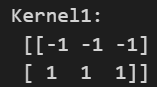 Kernel1:
[[-1 -1 -1]
[ 1  1  1]]